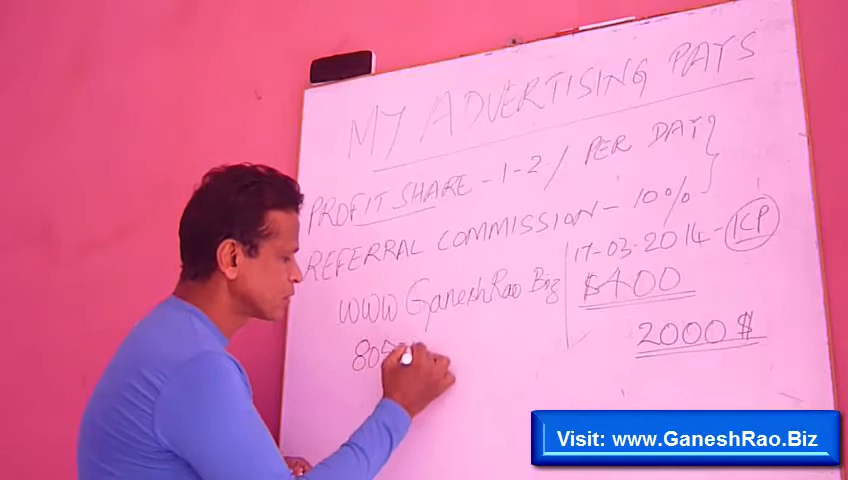 MY ADVERTISING PAYS
PROFIT SHARE - 1-2 / PER DAY
REFERRAL COMMISSION - 10%
17-03-2014 - ICP
www GaneshRao Biz
$400
2000 $
Visit: www.GaneshRao.Biz